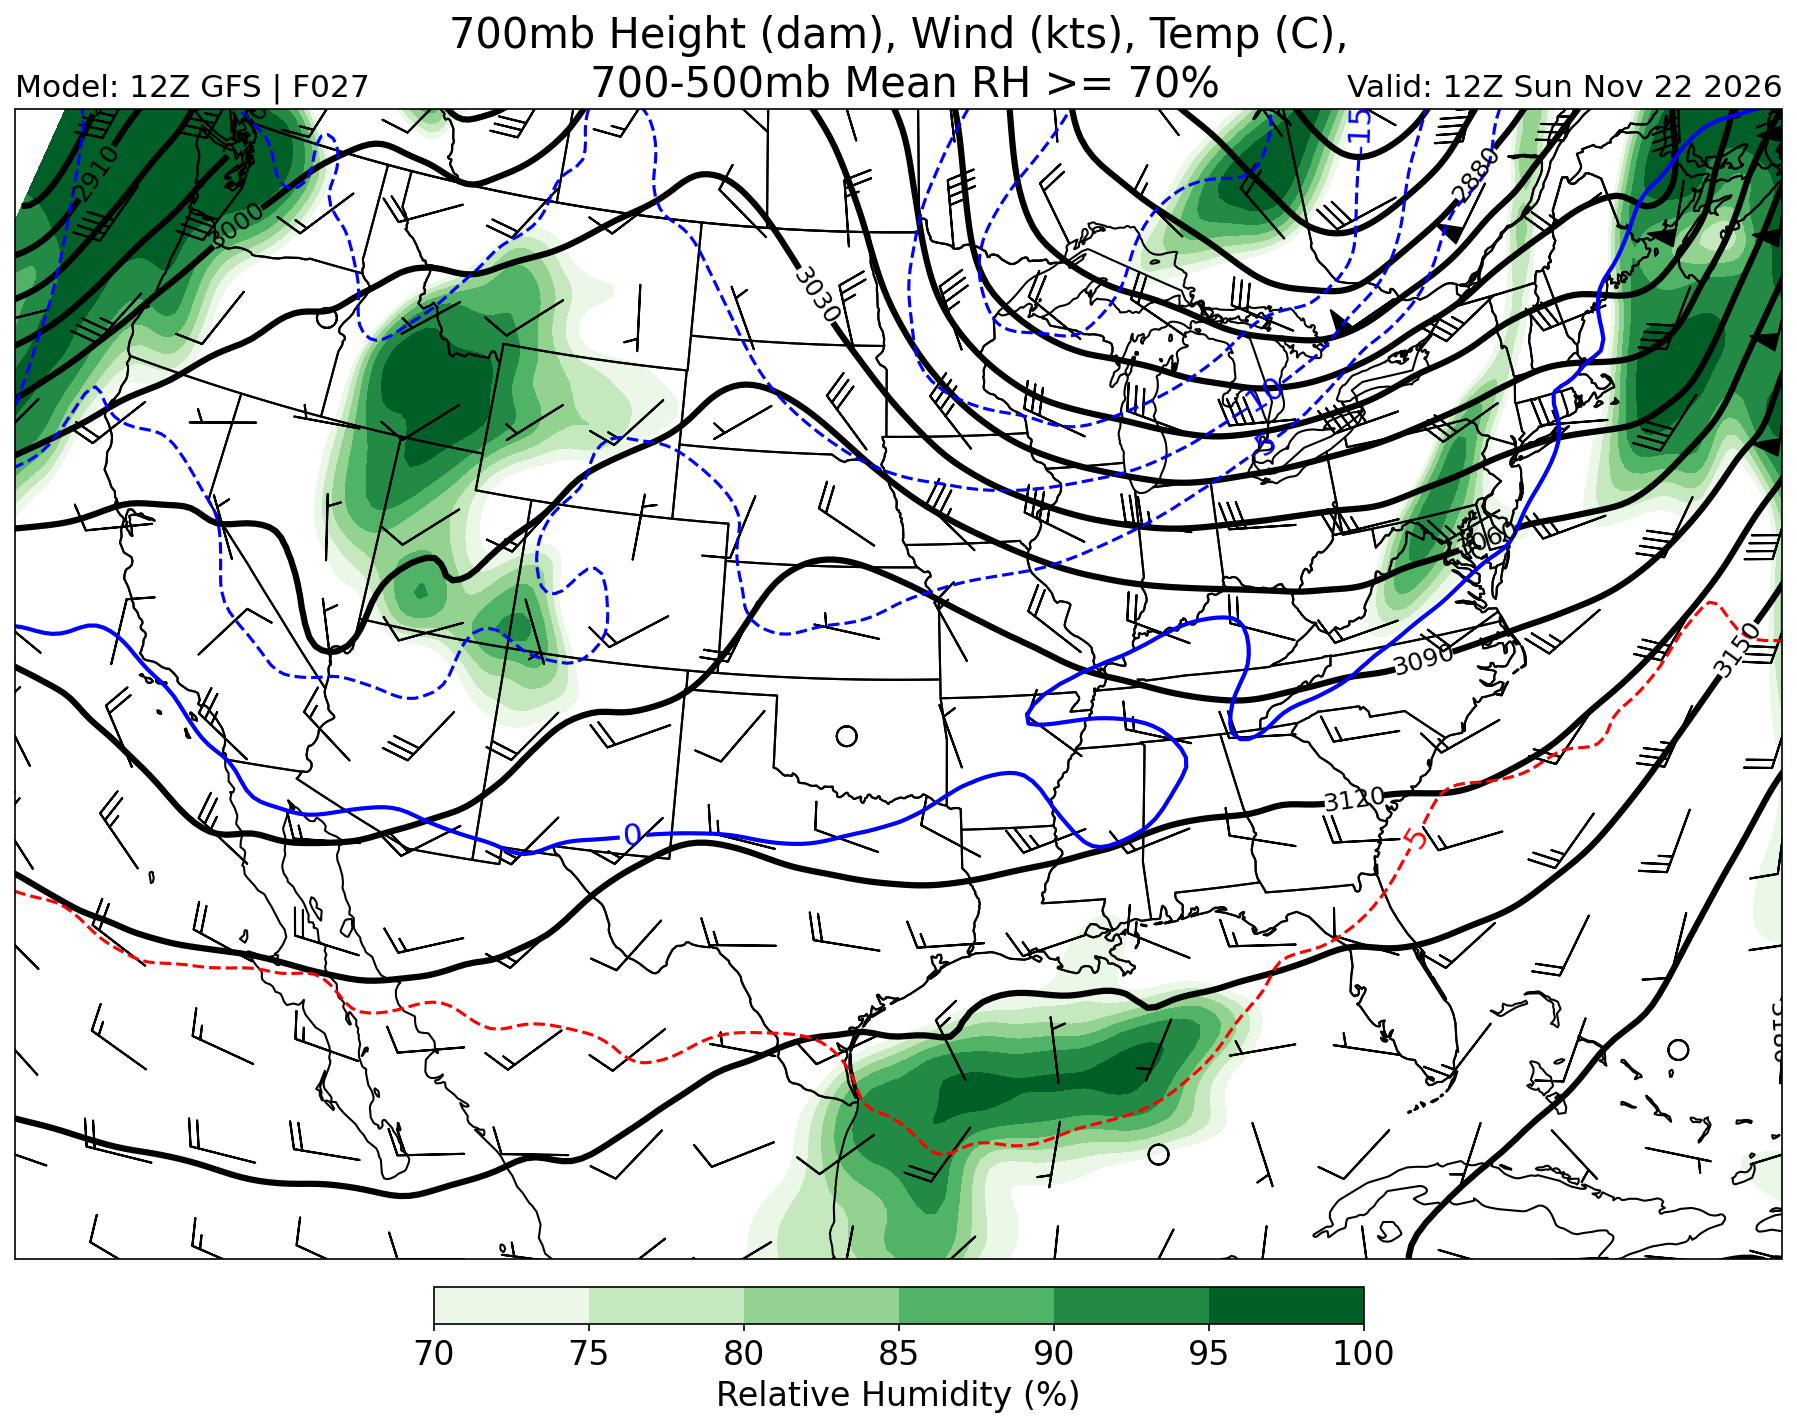 700mb Height (dam), Wind (kts), Temp (C),
700-500mb Mean RH >= 70%
Model: 12Z GFS | F027
Valid: 12Z Sun Nov 22 2026
2910
3000
3030
15
2880
-10
-5
3060
3090
3150
3120
5
0
3180
70 75 80 85 90 95 100
Relative Humidity (%)